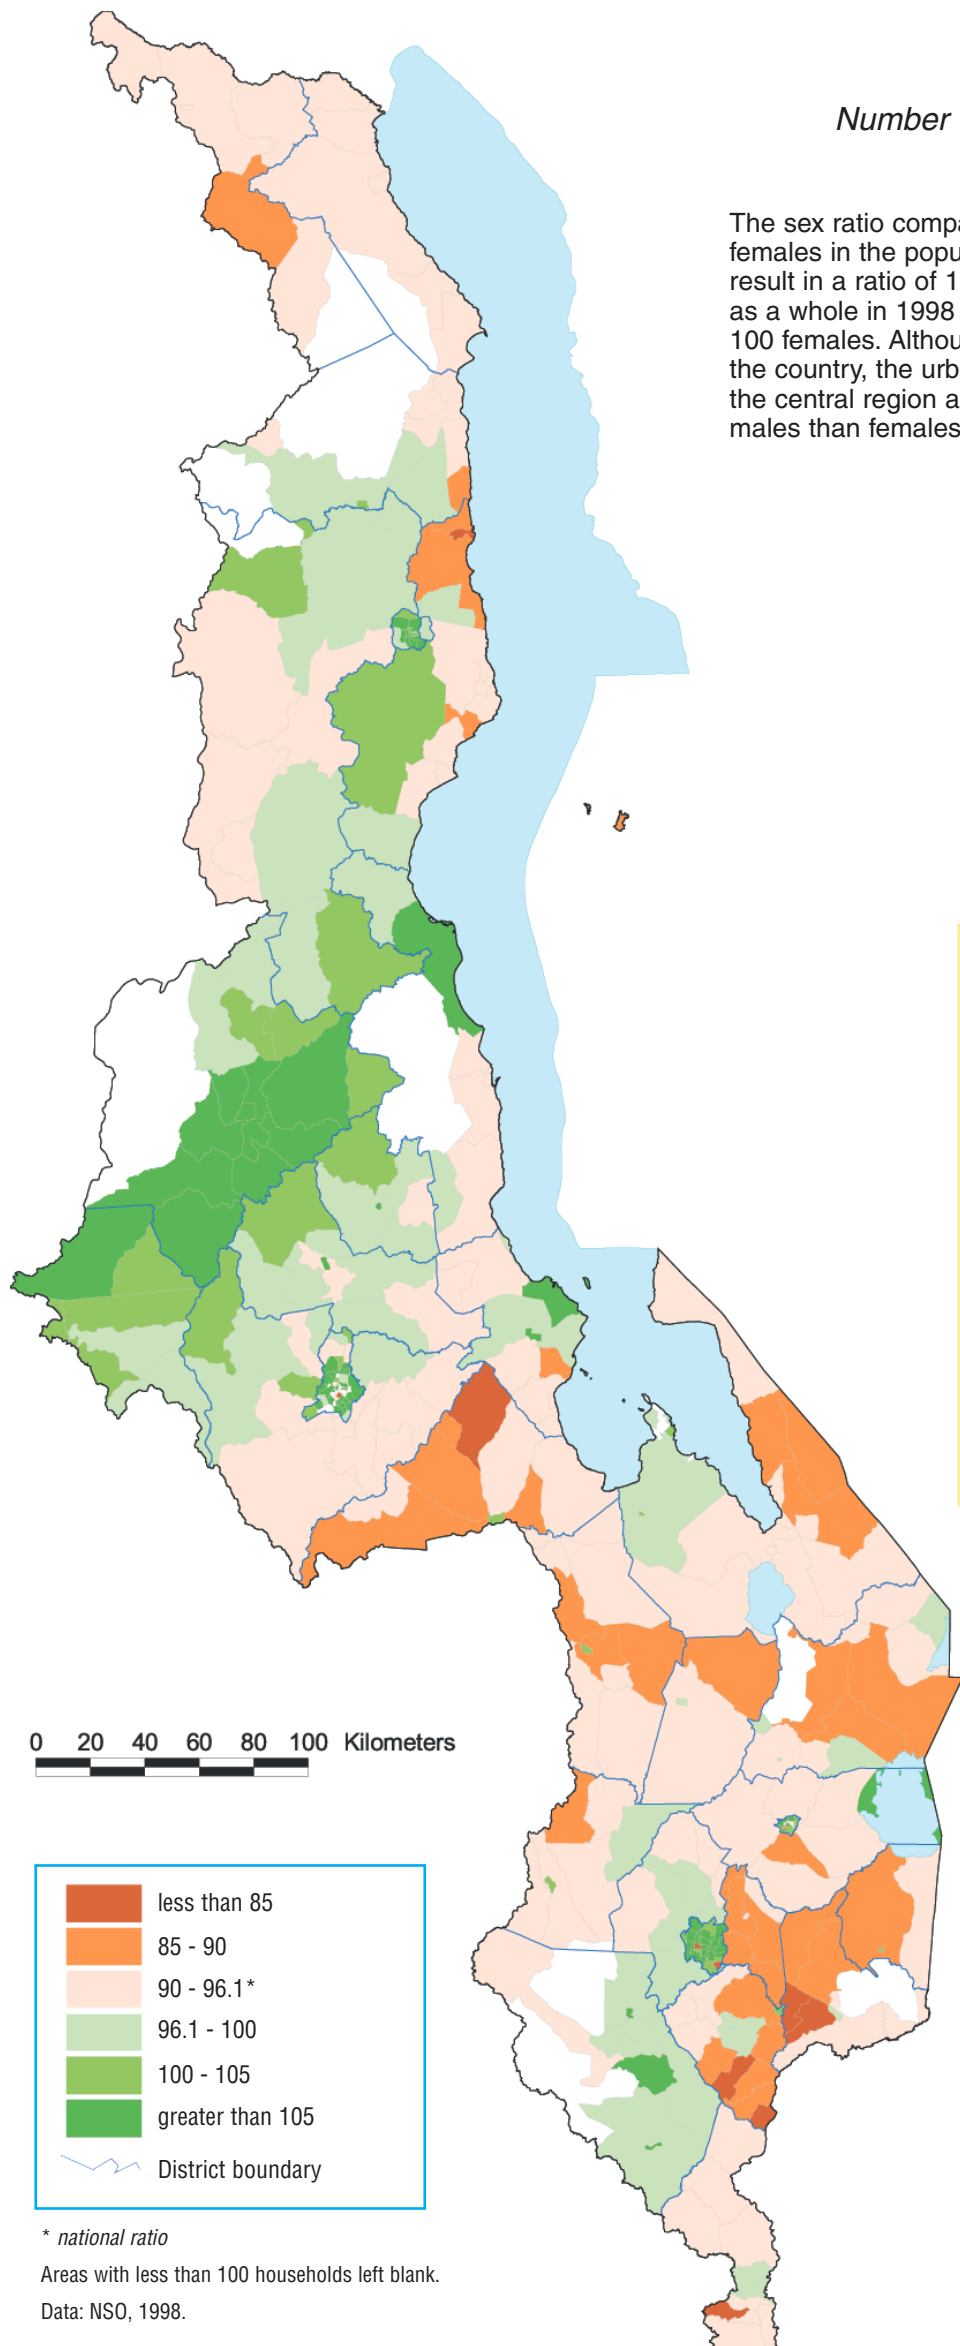 Number
The sex ratio compa
females in the popu
result in a ratio of 1
as a whole in 1998
100 females. Althou
the country, the urb
the central region a
males than females
0 20 40 60 80 100 Kilometers
less than 85
85 - 90
90 - 96.1*
96.1 - 100
100 - 105
greater than 105
District boundary
* national ratio
Areas with less than 100 households left blank.
Data: NSO, 1998.